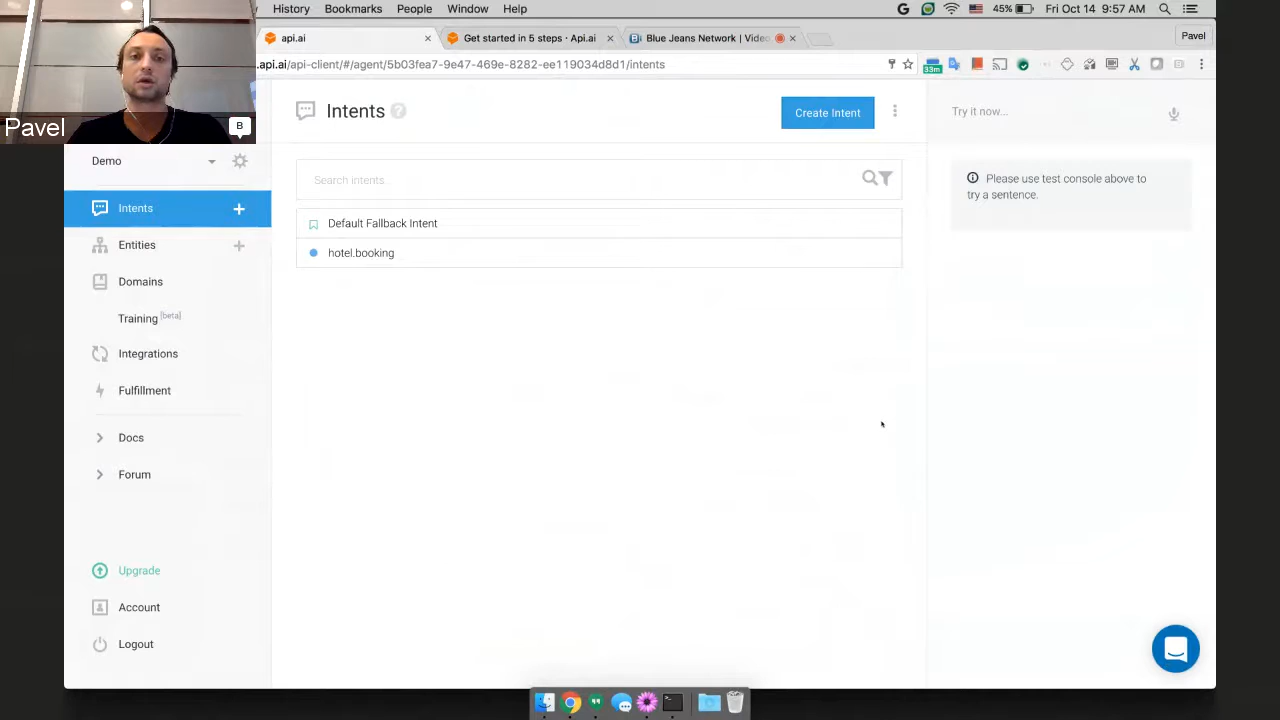 History Bookmarks People Window Help
45% Fri Oct 14 9:57 AM
api.ai
Get started in 5 steps · Api.ai
Blue Jeans Network | Video
Pavel
.api.ai/api-client/#/agent/5b03fea7-9e47-469e-8282-ee119034d8d1/intents
33m
Pavel
B
Demo
Intents
Entities
Domains
Training [beta]
Integrations
Fulfillment
Docs
Forum
Upgrade
Account
Logout
Intents ?
Create Intent
Search intents
Default Fallback Intent
hotel.booking
Try it now...
Please use test console above to
try a sentence.